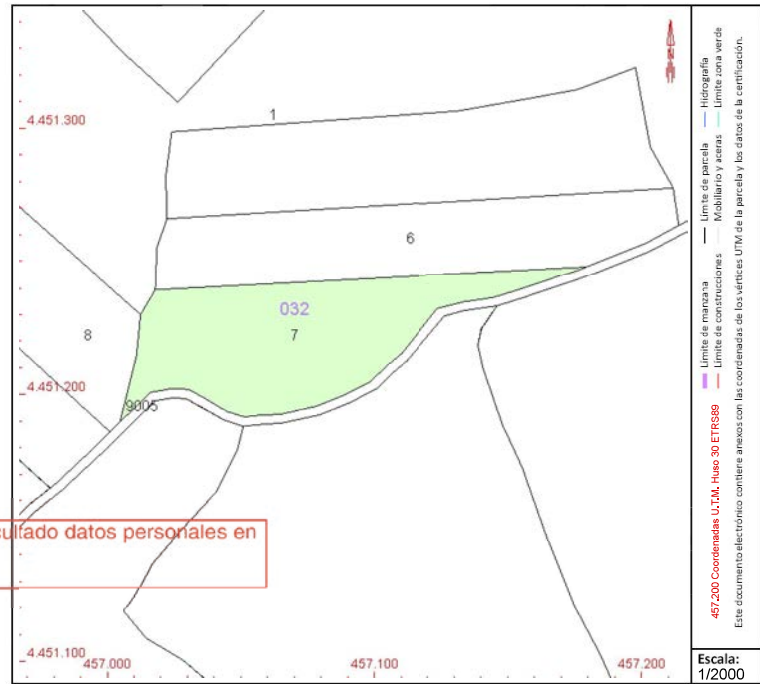 1
4.451.300
6
032
7
8
4.451.200
9005
cultado datos personales en
4.451.100
457.000
457.100
457.200
Límite de manzana
Límite de parcela
Hidrografía
Límite de construcciones
Mobiliario y aceras
Límite zona verde
457.200 Coordenadas U.T.M. Huso 30 ETRS89
Este documento electrónico contiene anexos con las coordenadas de los vértices UTM de la parcela y los datos de la certificación.
Escala:
1/2000